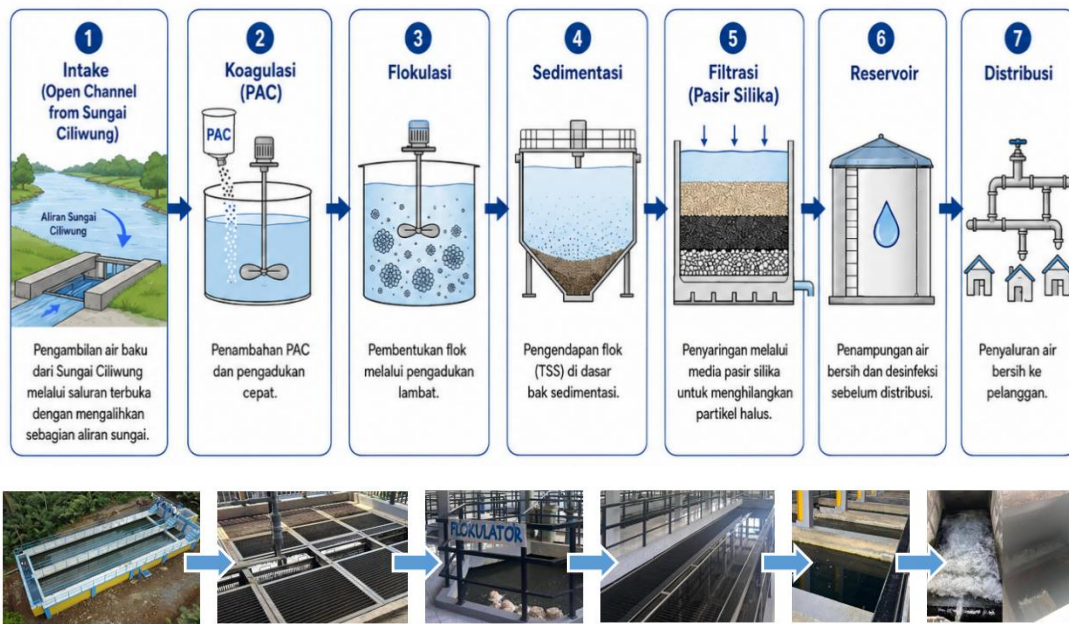 1
Intake
(Open Channel
from Sungai
Ciliwung)
Aliran Sungai
Ciliwung
Pengambilan air baku
dari Sungai Ciliwung
melalui saluran terbuka
dengan mengalihkan
sebagian aliran sungai.
2
Koagulasi
(PAC)
PAC
Penambahan PAC
dan pengadukan
cepat.
3
Flokulasi
Pembentukan flok
melalui pengadukan
lambat.
4
Sedimentasi
Pengendapan flok
(TSS) di dasar
bak sedimentasi.
5
Filtrasi
(Pasir Silika)
Penyaringan melalui
media pasir silika
untuk menghilangkan
partikel halus.
6
Reservoir
Penampungan air
bersih dan desinfeksi
sebelum distribusi.
7
Distribusi
Penyaluran air
bersih ke
pelanggan.
FLOKULATOR